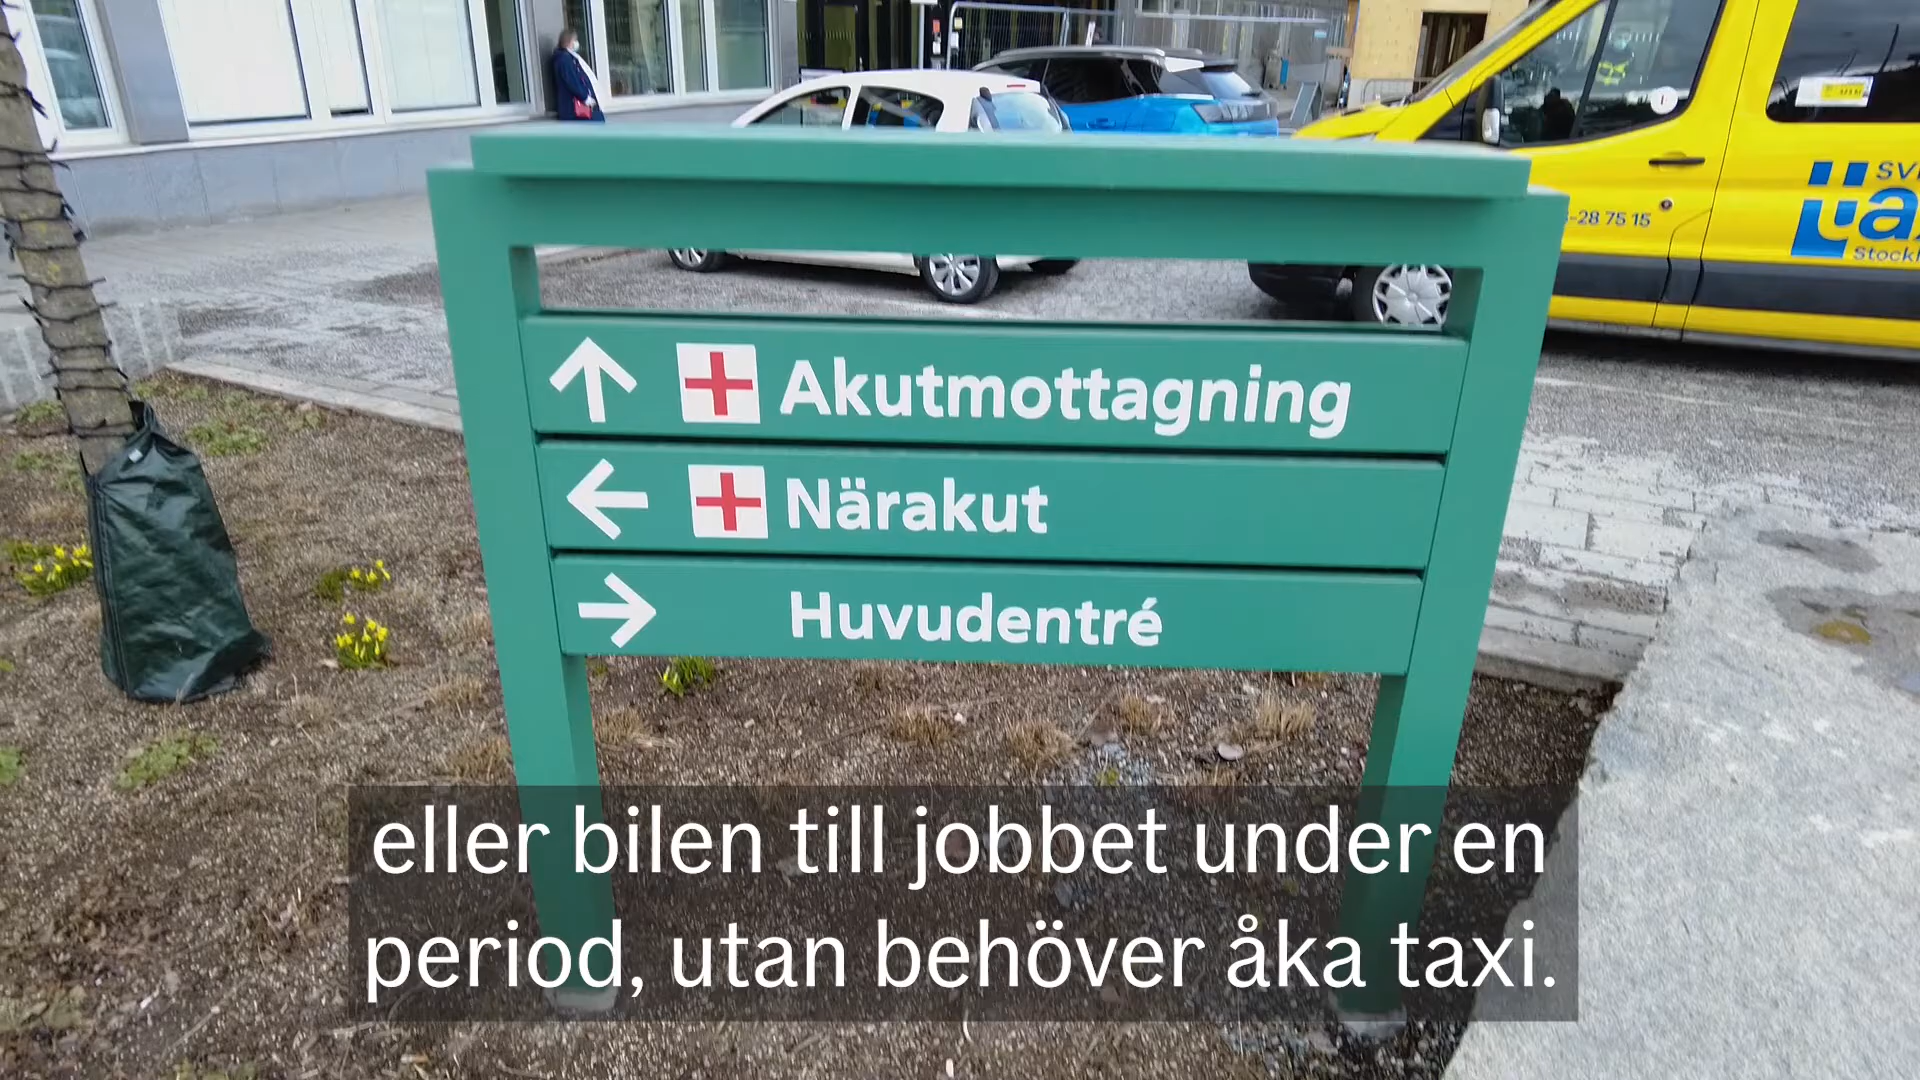 -28 75 15
Akutmottagning
Närakut
Huvudentré
eller bilen till jobbet under en
period, utan behöver åka taxi.